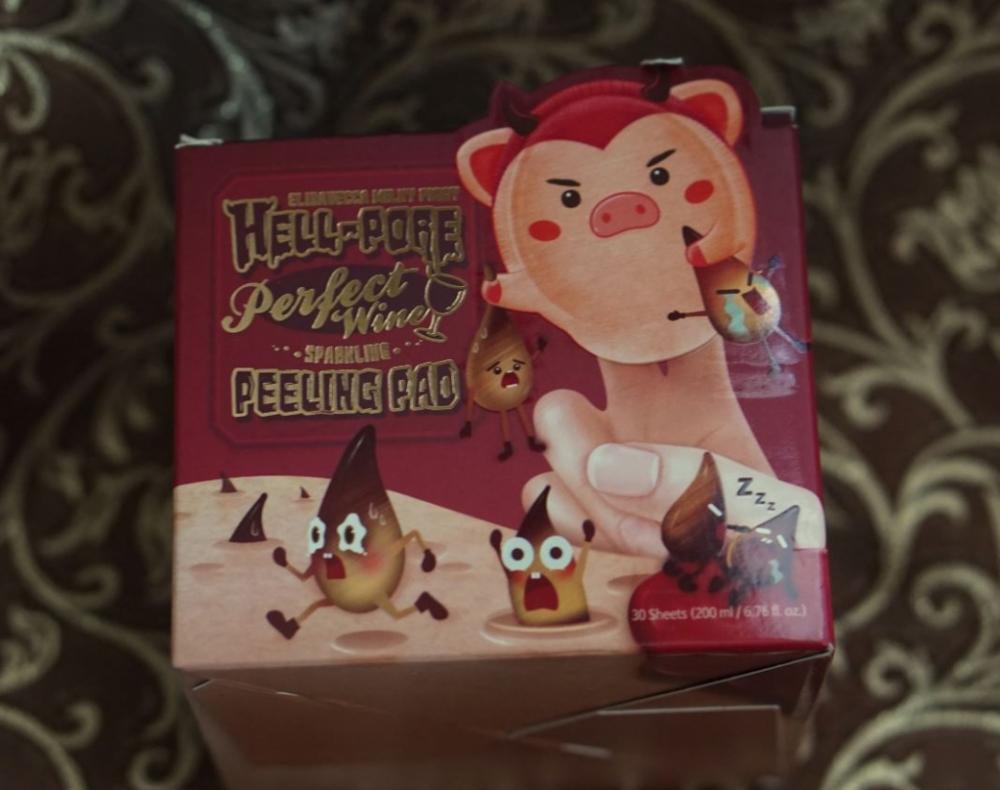 ELIZAVECCA MILKY PIGGY
HELL-PORE
Perfect
Wine
SPARKLING
PEELING PAD
Zzz
30 Sheets (200 ml / 6.76 fl. oz.)